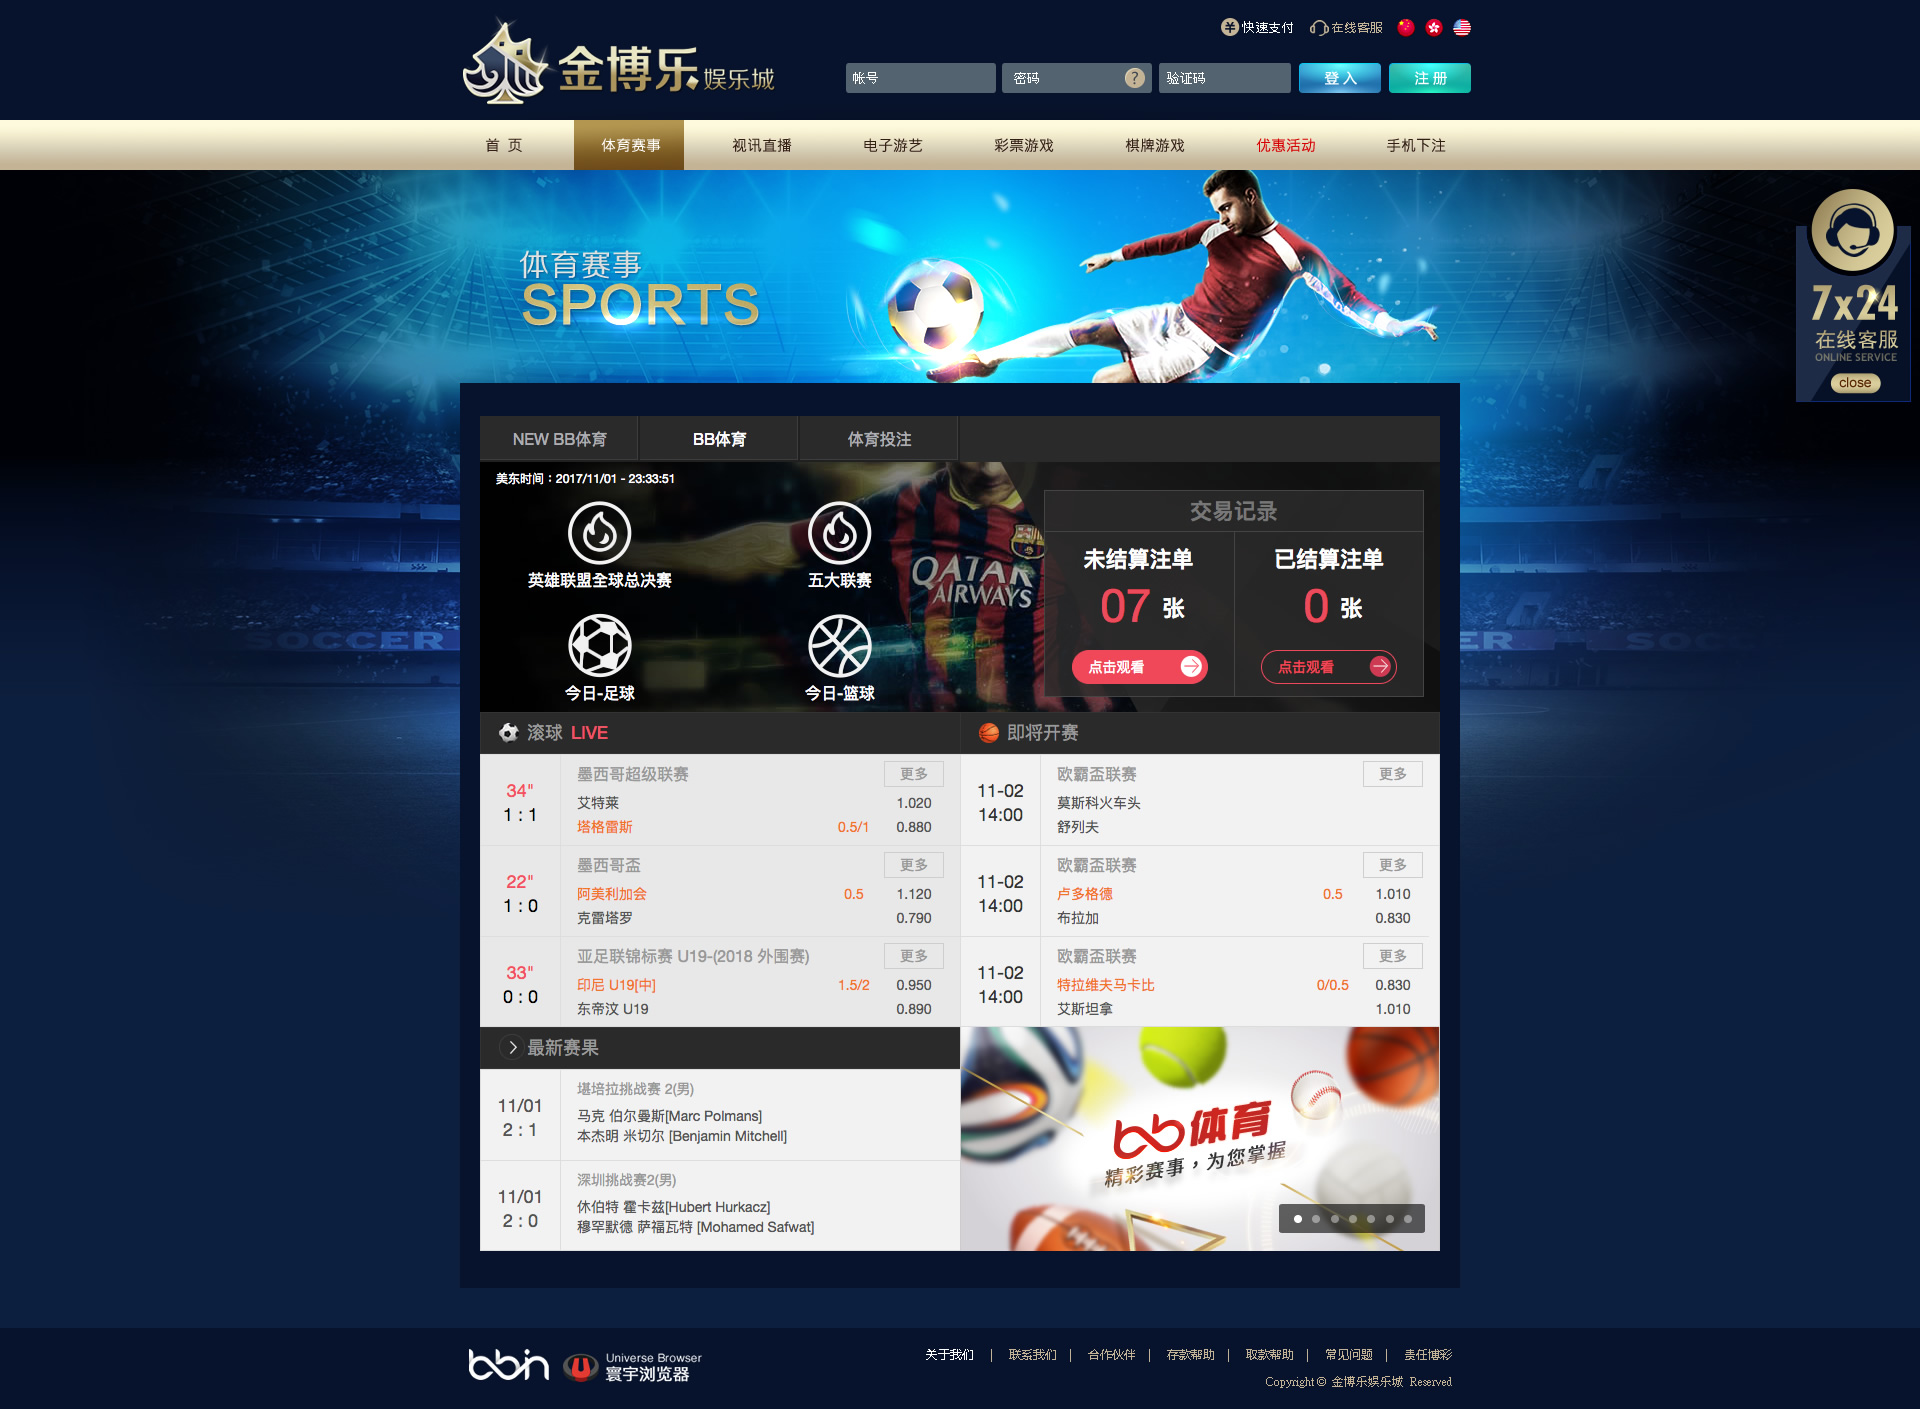 快速支付 在线客服
金博乐 娱乐城
帐号 密码 ? 验证码 登入 注册
首 页 体育赛事 视讯直播 电子游艺 彩票游戏 棋牌游戏 优惠活动 手机下注
体育赛事
SPORTS
7x24
在线客服
ONLINE SERVICE
close
NEW BB体育 BB体育 体育投注
美东时间：2017/11/01 - 23:33:51
英雄联盟全球总决赛 五大联赛
今日-足球 今日-篮球
QATAR
AIRWAYS
交易记录
未结算注单 已结算注单
07 张 0 张
点击观看 点击观看
SOCCER
ER SOCC
滚球 LIVE 即将开赛
34" 墨西哥超级联赛 更多
1 : 1 艾特莱 1.020
塔格雷斯 0.5/1 0.880
11-02 欧霸盃联赛 更多
14:00 莫斯科火车头
舒列夫
22" 墨西哥盃 更多
1 : 0 阿美利加会 0.5 1.120
克雷塔罗 0.790
11-02 欧霸盃联赛 更多
14:00 卢多格德 0.5 1.010
布拉加 0.830
33" 亚足联锦标赛 U19-(2018 外围赛) 更多
0 : 0 印尼 U19[中] 1.5/2 0.950
东帝汶 U19 0.890
11-02 欧霸盃联赛 更多
14:00 特拉维夫马卡比 0/0.5 0.830
艾斯坦拿 1.010
最新赛果
11/01 堪培拉挑战赛 2(男)
2 : 1 马克 伯尔曼斯[Marc Polmans]
本杰明 米切尔 [Benjamin Mitchell]
11/01 深圳挑战赛2(男)
2 : 0 休伯特 霍卡兹[Hubert Hurkacz]
穆罕默德 萨福瓦特 [Mohamed Safwat]
bb体育
精彩赛事，为您掌握
bbin Universe Browser
寰宇浏览器
关于我们 | 联系我们 | 合作伙伴 | 存款帮助 | 取款帮助 | 常见问题 | 责任博彩
Copyright © 金博乐娱乐城 Reserved